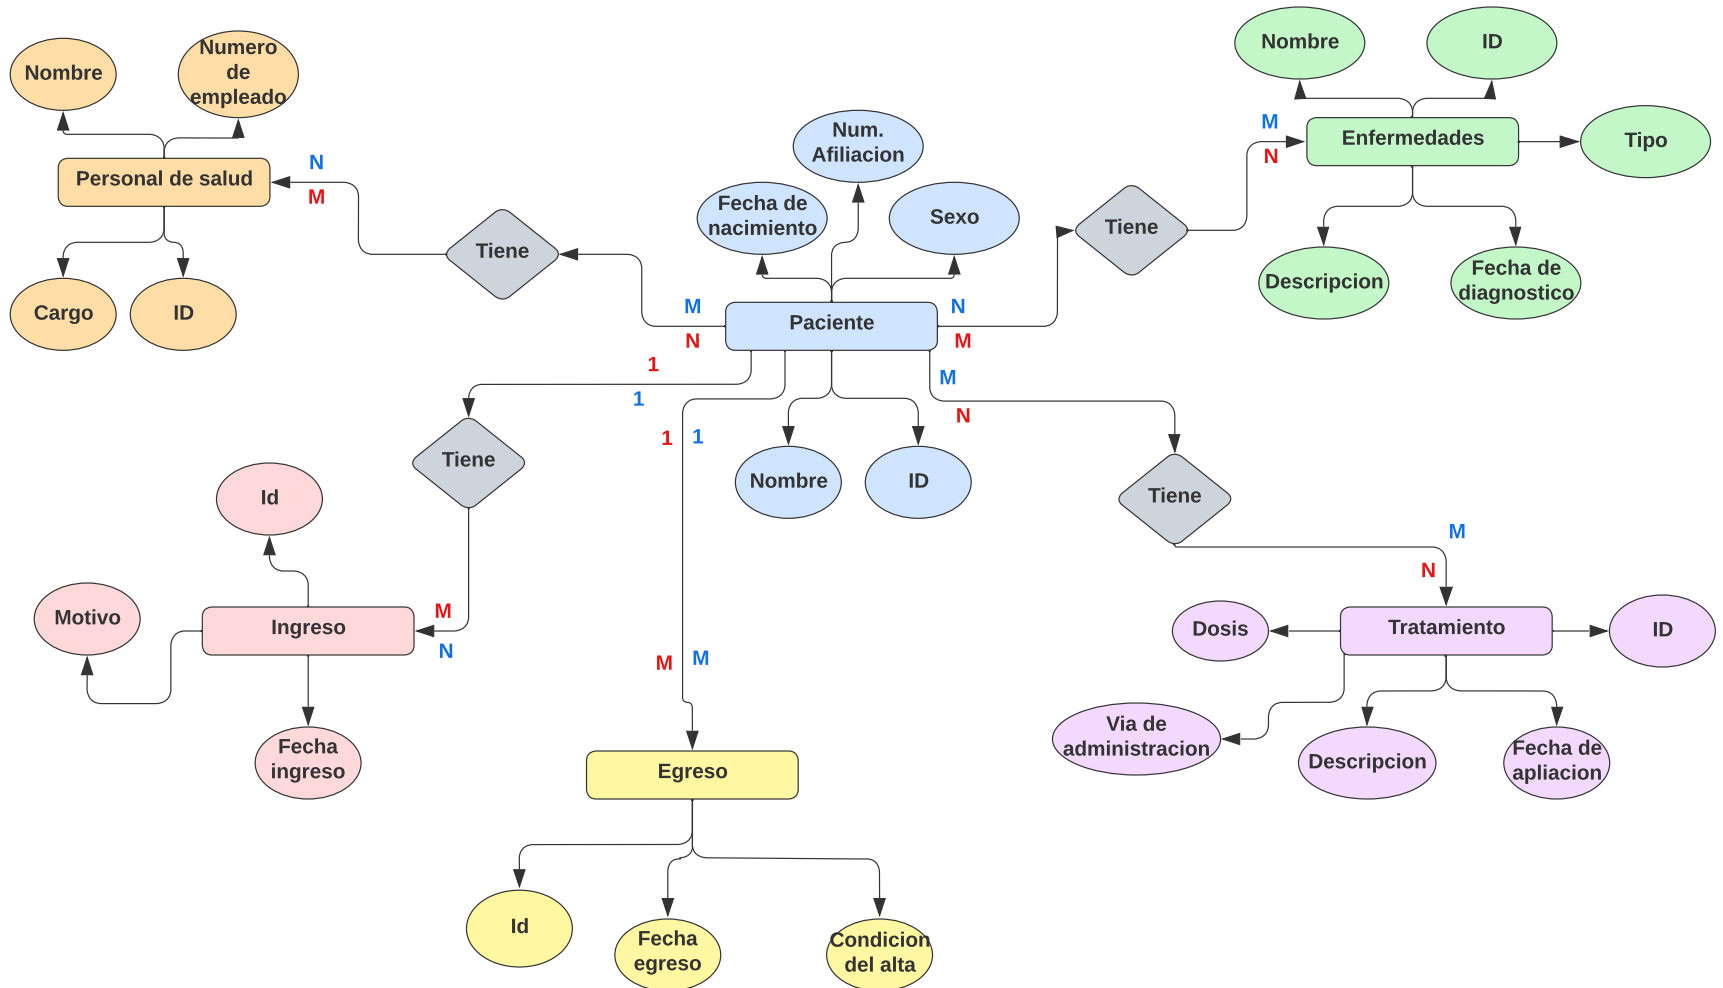 Nombre
Numero
de
empleado
Personal de salud
Cargo
ID
N
M
Tiene
Num.
Afiliacion
Fecha de
nacimiento
Sexo
Paciente
M
N
N
M
Nombre
ID
Tiene
M
N
Nombre
ID
Enfermedades
Tipo
Descripcion
Fecha de
diagnostico
1
1
Tiene
M
N
Id
Motivo
Ingreso
Fecha
ingreso
1
1
M
M
Egreso
Id
Fecha
egreso
Condicion
del alta
M
N
Tiene
M
N
Dosis
Tratamiento
ID
Via de
administracion
Descripcion
Fecha de
apliacion